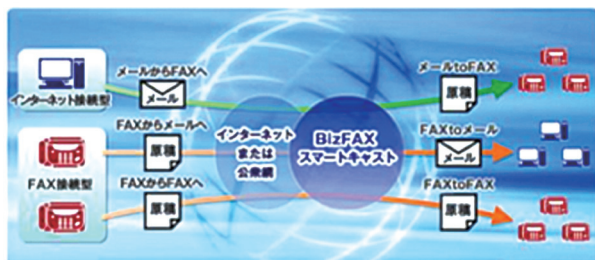 メールからFAXへ
メール
メールtoFAX
原稿
インターネット接続型
FAXからメールへ
原稿
インターネット
または
公衆網
BizFAX
スマートキャスト
FAXtoメール
メール
FAX接続型
FAXからFAXへ
原稿
FAXtoFAX
原稿